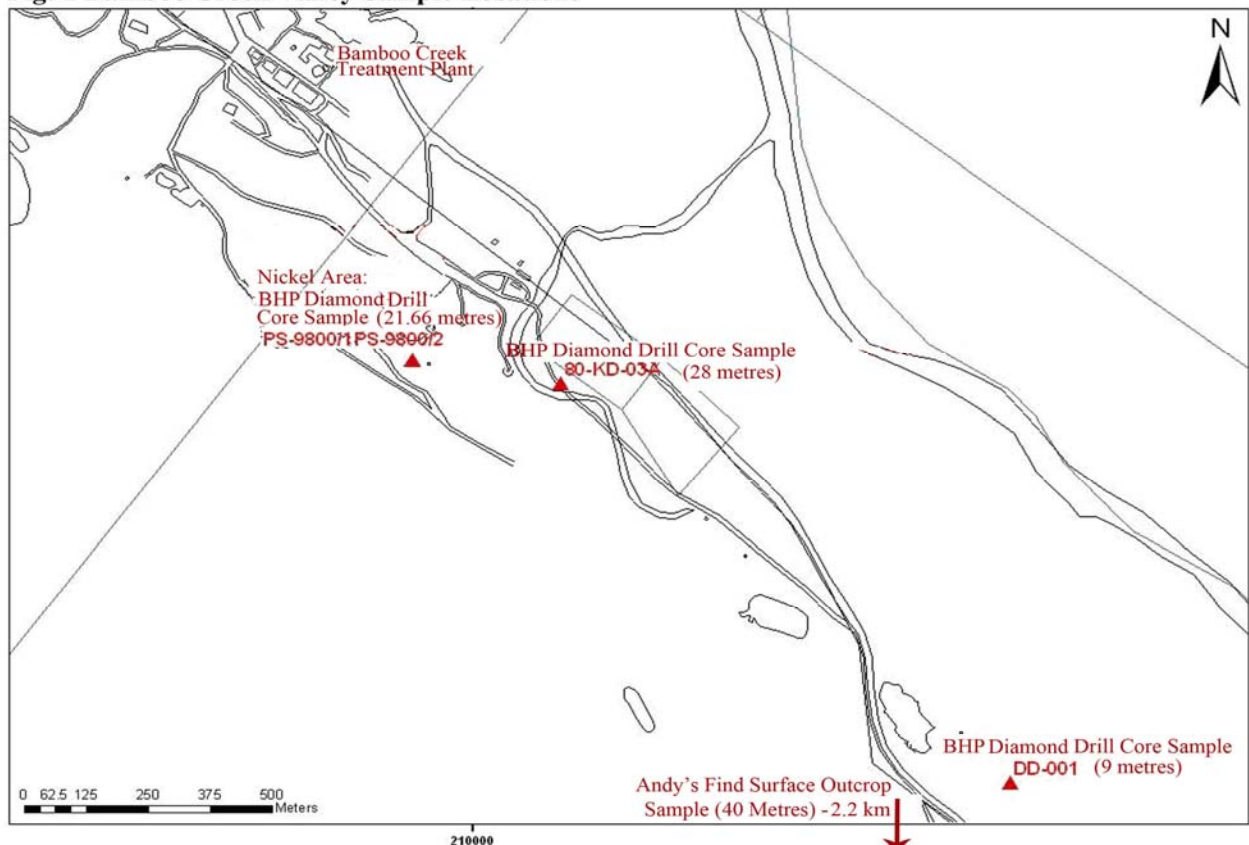 Bamboo Creek
Treatment Plant
N
Nickel Area:
BHP Diamond Drill
Core Sample (21.66 metres)
PS-9800/1PS-9800/2
BHP Diamond Drill Core Sample
80-KD-03A (28 metres)
BHP Diamond Drill Core Sample
DD-001 (9 metres)
Andy's Find Surface Outcrop
Sample (40 Metres) -2.2 km
0 62.5 125 250 375 500
Meters
210000